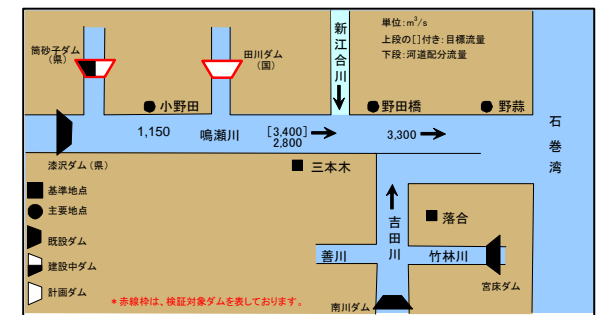 単位:m³/s
上段の[]付き:目標流量
下段:河道配分流量
新江合川
筒砂子ダム
(県)
田川ダム
(国)
小野田
野田橋
野蒜
1,150
鳴瀬川
[3,400]
2,800
3,300
石巻湾
漆沢ダム(県)
三本木
基準地点
主要地点
既設ダム
建設中ダム
計画ダム
吉田川
落合
善川
竹林川
宮床ダム
南川ダム
*赤線枠は、検証対象ダムを表しております。